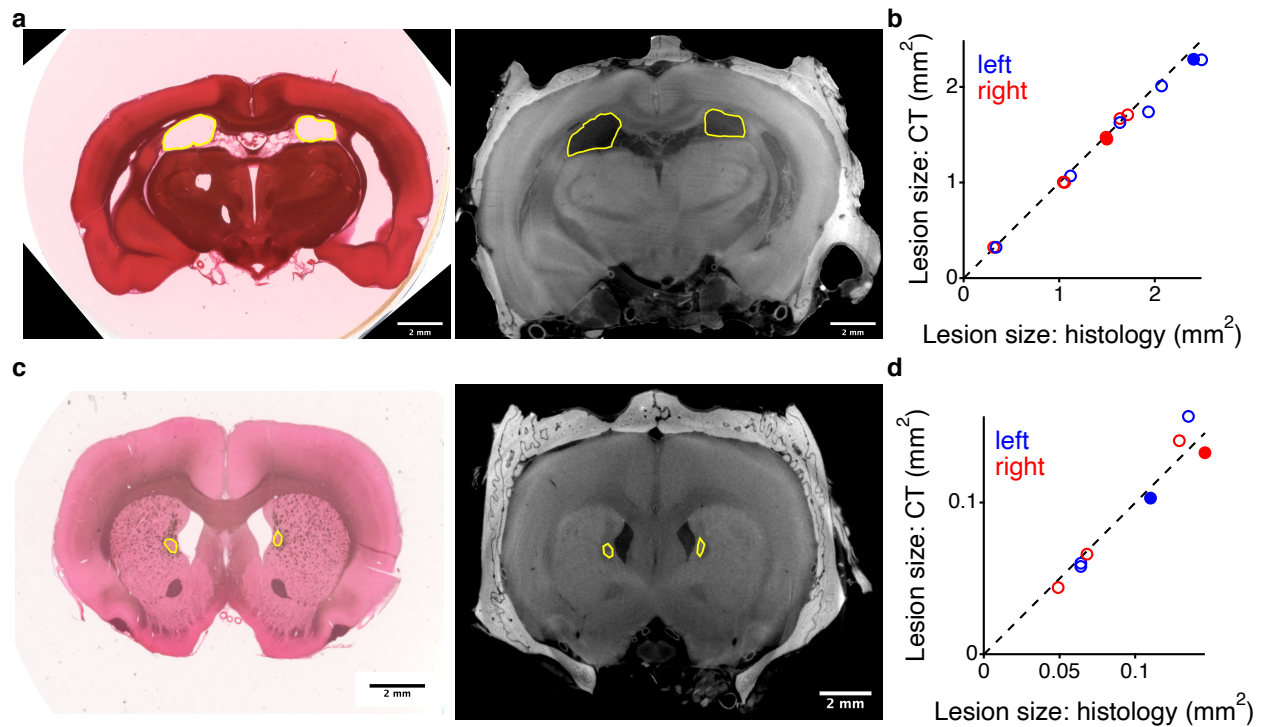 a
2 mm
2 mm
b
left
right
Lesion size: CT (mm²)
2
1
0
0
1
2
Lesion size: histology (mm²)
c
2 mm
2 mm
d
left
right
Lesion size: CT (mm²)
0.1
0
0
0.05
0.1
Lesion size: histology (mm²)